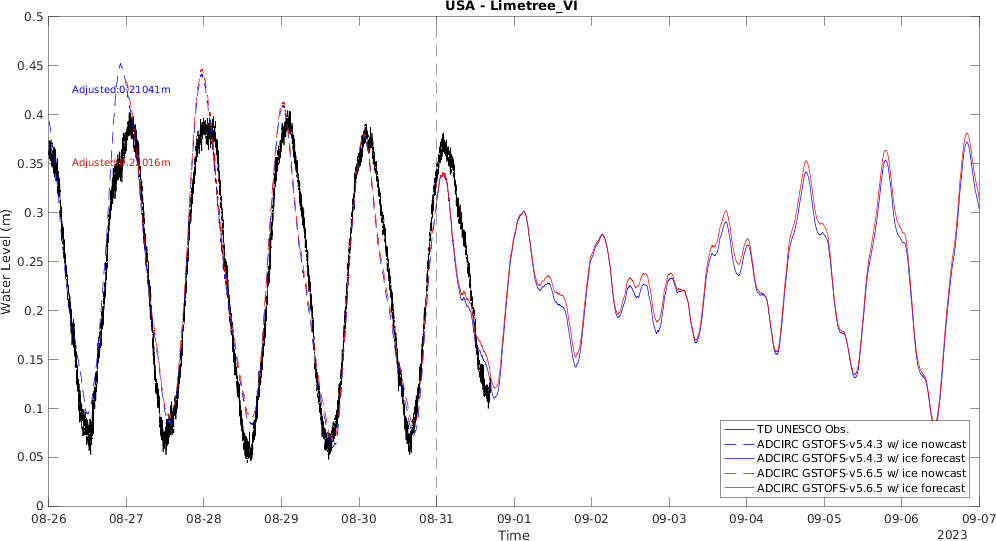 USA - Limetree_VI
0.5
0.45
0.4
0.35
0.3
0.25
0.2
0.15
0.1
0.05
0
Water Level (m)
Adjusted:0.21041m
Adjusted:0.22016m
TD UNESCO Obs.
ADCIRC GSTOFS-v5.4.3 w/ ice nowcast
ADCIRC GSTOFS-v5.4.3 w/ ice forecast
ADCIRC GSTOFS-v5.6.5 w/ ice nowcast
ADCIRC GSTOFS-v5.6.5 w/ ice forecast
08-26 08-27 08-28 08-29 08-30 08-31 09-01 09-02 09-03 09-04 09-05 09-06 09-07
Time
2023